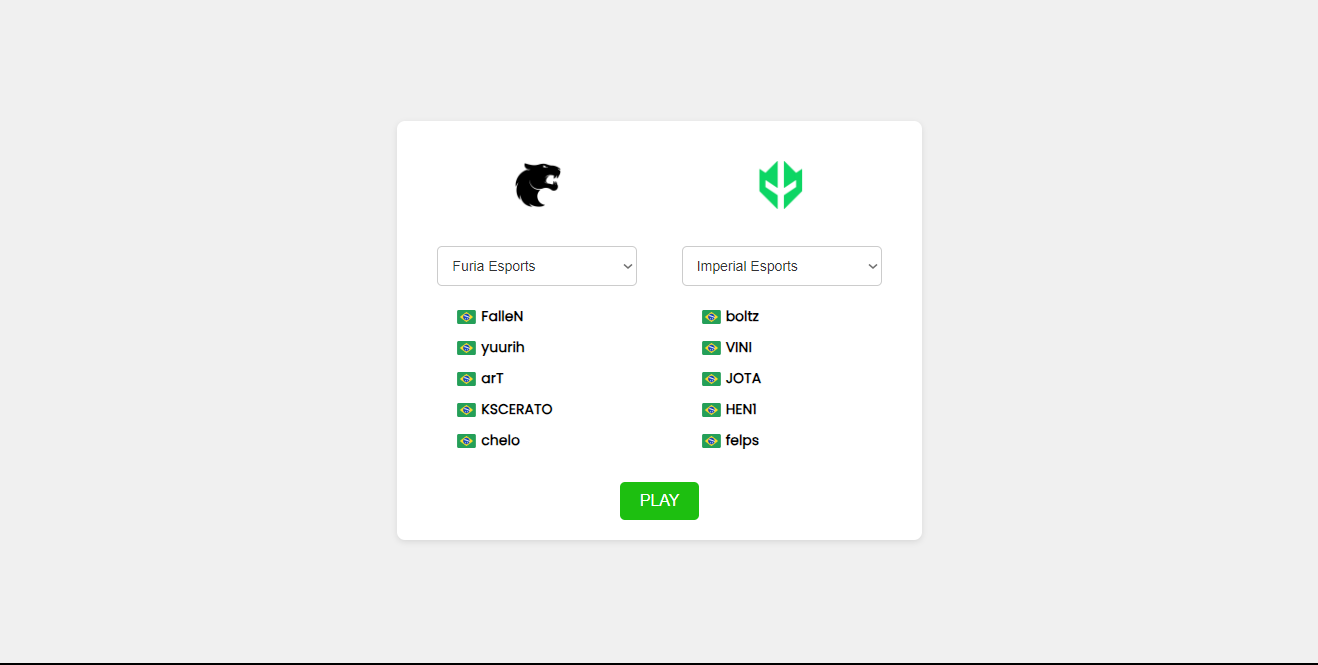 Furia Esports
FalleN
yuurih
arT
KSCERATO
chelo
Imperial Esports
boltz
VINI
JOTA
HEN1
felps
PLAY